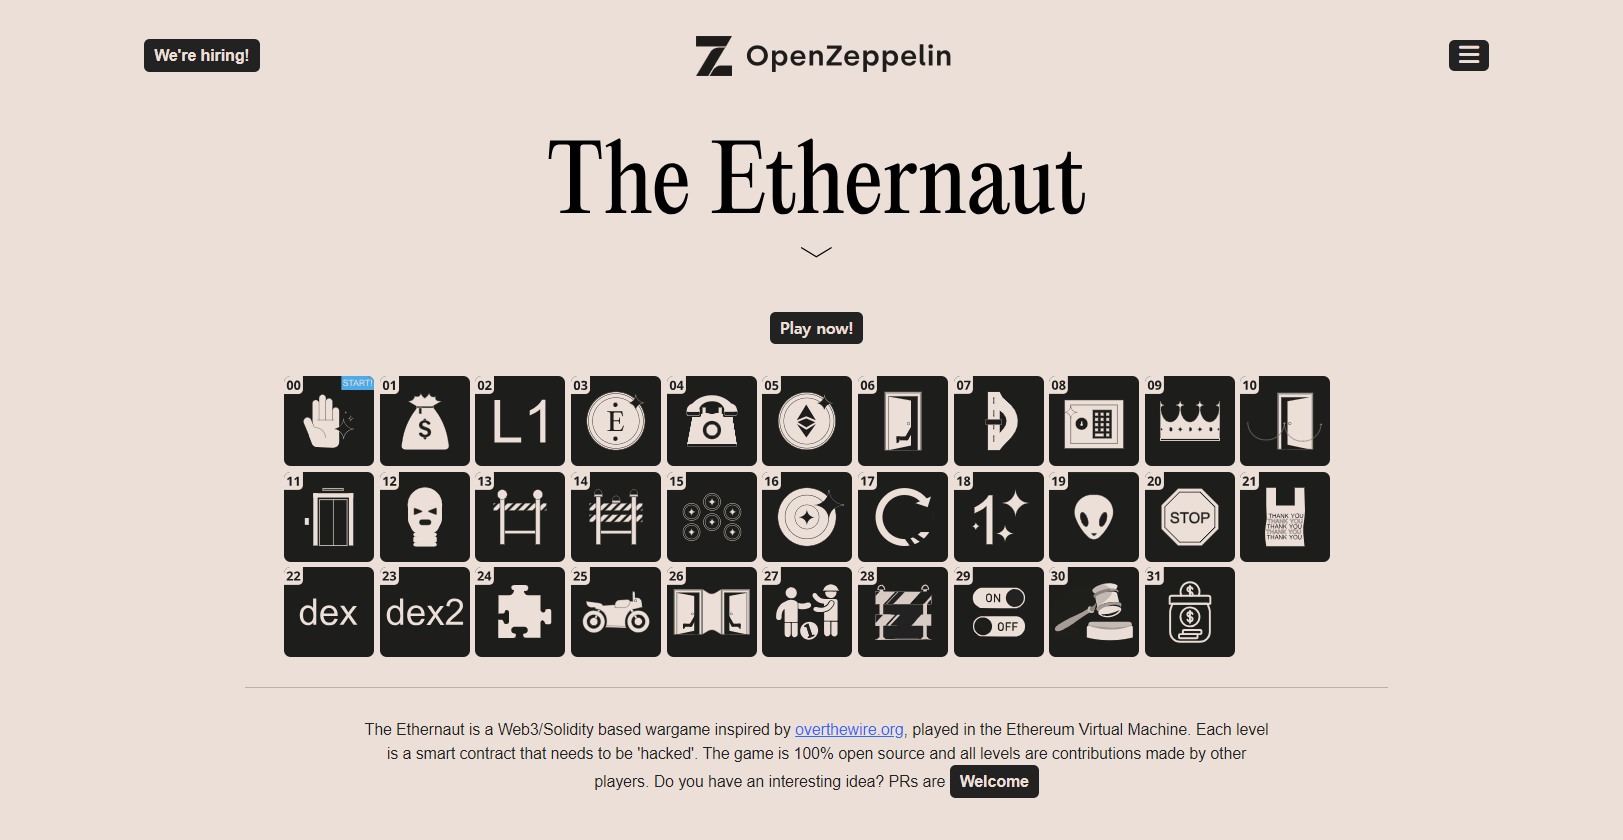 We're hiring!
OpenZeppelin
The Ethernaut
Play now!
00 START! 01 02 03 04 05 06 07 08 09 10
$ L1 E
11 12 13 14 15 16 17 18 19 20 21
1 STOP THANK YOU
THANK YOU
THANK YOU
THANK YOU
THANK YOU
22 23 24 25 26 27 28 29 30 31
dex dex2 1 ON $
OFF $
The Ethernaut is a Web3/Solidity based wargame inspired by overthewire.org, played in the Ethereum Virtual Machine. Each level
is a smart contract that needs to be 'hacked'. The game is 100% open source and all levels are contributions made by other
players. Do you have an interesting idea? PRs are Welcome